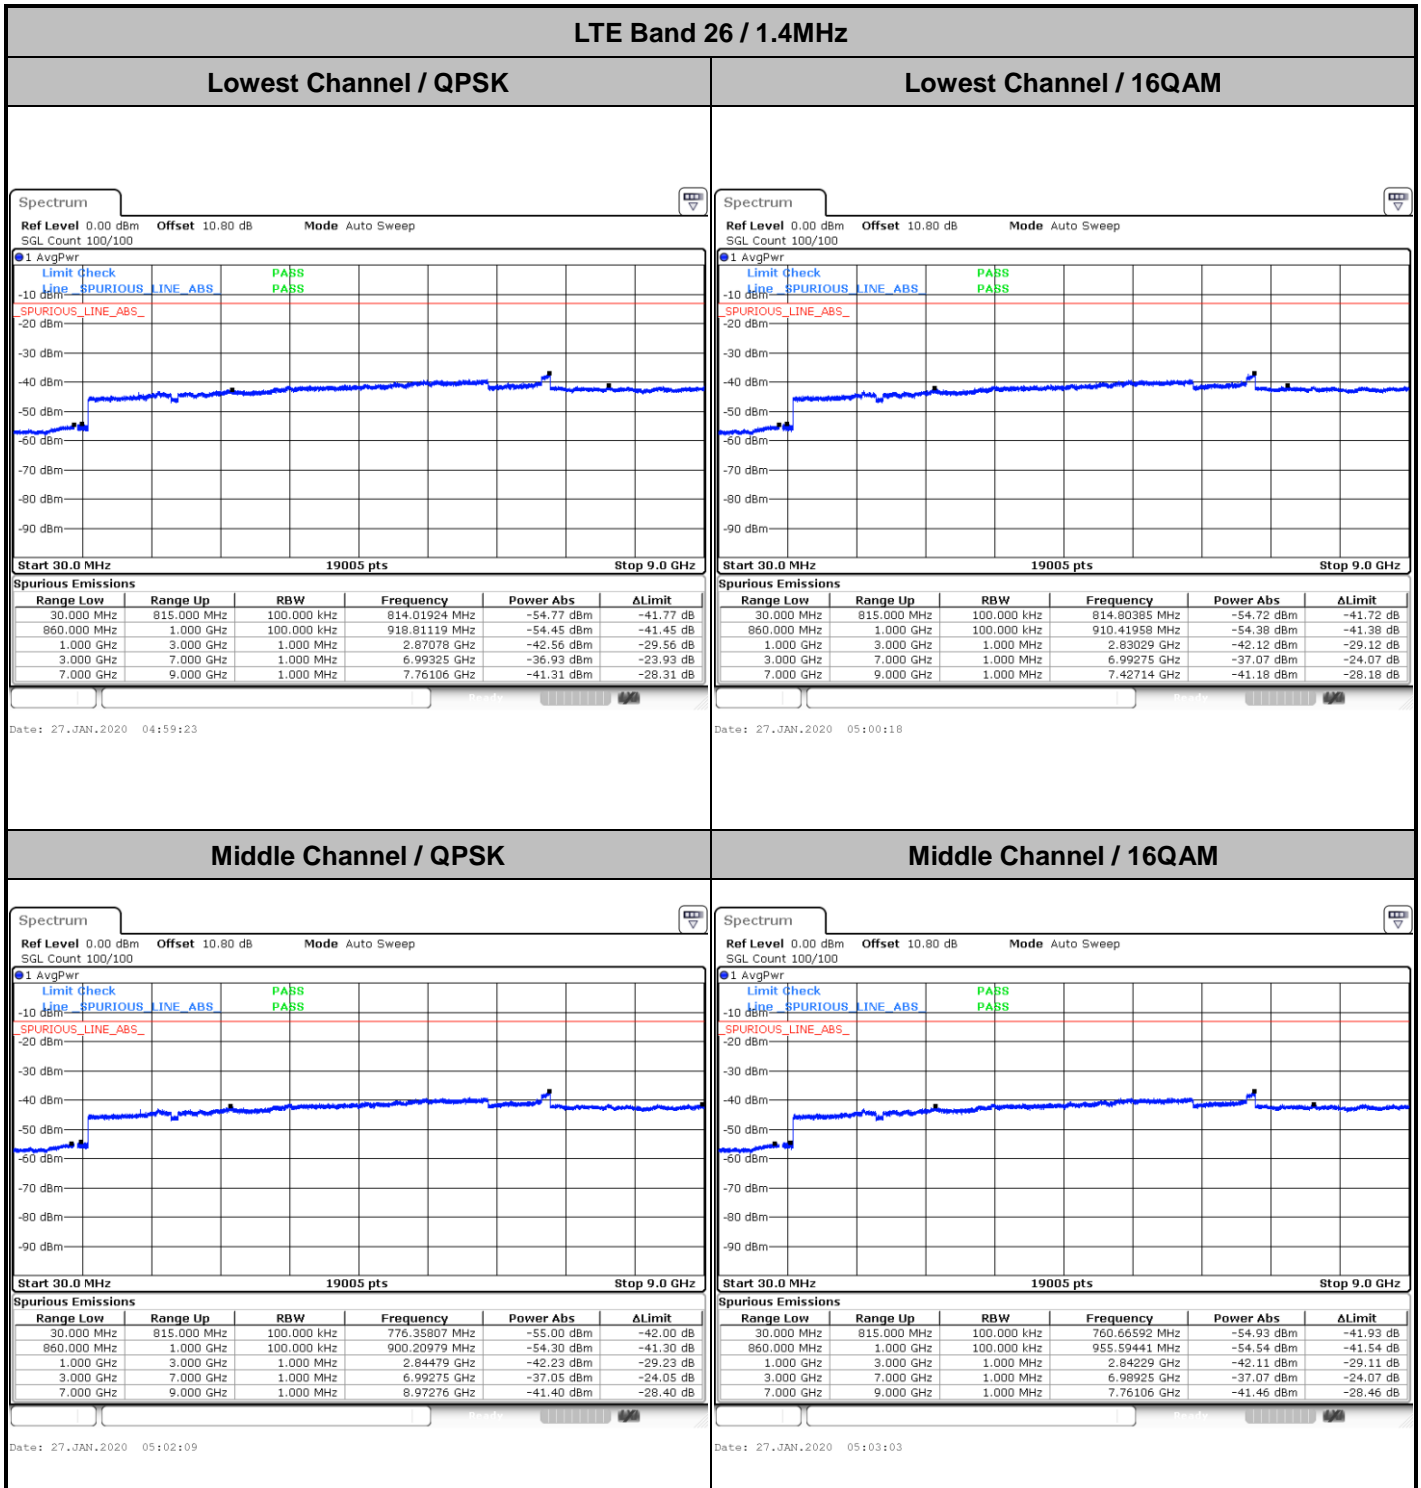 LTE Band 26 / 1.4MHz
Lowest Channel / QPSK
Lowest Channel / 16QAM
Spectrum
Ref Level 0.00 dBm Offset 10.80 dB Mode Auto Sweep
SGL Count 100/100
1 AvgPwr
Limit Check PASS
Line _SPURIOUS_LINE_ABS_ PASS
-10 dBm
_SPURIOUS_LINE_ABS_
-20 dBm
-30 dBm
-40 dBm
-50 dBm
-60 dBm
-70 dBm
-80 dBm
-90 dBm
Start 30.0 MHz 19005 pts Stop 9.0 GHz
Spurious Emissions
Range Low Range Up RBW Frequency Power Abs ΔLimit
30.000 MHz 815.000 MHz 100.000 kHz 814.01924 MHz -54.77 dBm -41.77 dB
860.000 MHz 1.000 GHz 100.000 kHz 918.81119 MHz -54.45 dBm -41.45 dB
1.000 GHz 3.000 GHz 1.000 MHz 2.87078 GHz -42.56 dBm -29.56 dB
3.000 GHz 7.000 GHz 1.000 MHz 6.99325 GHz -36.93 dBm -23.93 dB
7.000 GHz 9.000 GHz 1.000 MHz 7.76106 GHz -41.31 dBm -28.31 dB
Ready
Date: 27.JAN.2020 04:59:23
Spectrum
Ref Level 0.00 dBm Offset 10.80 dB Mode Auto Sweep
SGL Count 100/100
1 AvgPwr
Limit Check PASS
Line _SPURIOUS_LINE_ABS_ PASS
-10 dBm
_SPURIOUS_LINE_ABS_
-20 dBm
-30 dBm
-40 dBm
-50 dBm
-60 dBm
-70 dBm
-80 dBm
-90 dBm
Start 30.0 MHz 19005 pts Stop 9.0 GHz
Spurious Emissions
Range Low Range Up RBW Frequency Power Abs ΔLimit
30.000 MHz 815.000 MHz 100.000 kHz 814.80385 MHz -54.72 dBm -41.72 dB
860.000 MHz 1.000 GHz 100.000 kHz 910.41958 MHz -54.38 dBm -41.38 dB
1.000 GHz 3.000 GHz 1.000 MHz 2.83029 GHz -42.12 dBm -29.12 dB
3.000 GHz 7.000 GHz 1.000 MHz 6.99275 GHz -37.07 dBm -24.07 dB
7.000 GHz 9.000 GHz 1.000 MHz 7.42714 GHz -41.18 dBm -28.18 dB
Ready
Date: 27.JAN.2020 05:00:18
Middle Channel / QPSK
Middle Channel / 16QAM
Spectrum
Ref Level 0.00 dBm Offset 10.80 dB Mode Auto Sweep
SGL Count 100/100
1 AvgPwr
Limit Check PASS
Line _SPURIOUS_LINE_ABS_ PASS
-10 dBm
_SPURIOUS_LINE_ABS_
-20 dBm
-30 dBm
-40 dBm
-50 dBm
-60 dBm
-70 dBm
-80 dBm
-90 dBm
Start 30.0 MHz 19005 pts Stop 9.0 GHz
Spurious Emissions
Range Low Range Up RBW Frequency Power Abs ΔLimit
30.000 MHz 815.000 MHz 100.000 kHz 776.35807 MHz -55.00 dBm -42.00 dB
860.000 MHz 1.000 GHz 100.000 kHz 900.20979 MHz -54.30 dBm -41.30 dB
1.000 GHz 3.000 GHz 1.000 MHz 2.84479 GHz -42.23 dBm -29.23 dB
3.000 GHz 7.000 GHz 1.000 MHz 6.99275 GHz -37.05 dBm -24.05 dB
7.000 GHz 9.000 GHz 1.000 MHz 8.97276 GHz -41.40 dBm -28.40 dB
Ready
Date: 27.JAN.2020 05:02:09
Spectrum
Ref Level 0.00 dBm Offset 10.80 dB Mode Auto Sweep
SGL Count 100/100
1 AvgPwr
Limit Check PASS
Line _SPURIOUS_LINE_ABS_ PASS
-10 dBm
_SPURIOUS_LINE_ABS_
-20 dBm
-30 dBm
-40 dBm
-50 dBm
-60 dBm
-70 dBm
-80 dBm
-90 dBm
Start 30.0 MHz 19005 pts Stop 9.0 GHz
Spurious Emissions
Range Low Range Up RBW Frequency Power Abs ΔLimit
30.000 MHz 815.000 MHz 100.000 kHz 760.66592 MHz -54.93 dBm -41.93 dB
860.000 MHz 1.000 GHz 100.000 kHz 955.59441 MHz -54.54 dBm -41.54 dB
1.000 GHz 3.000 GHz 1.000 MHz 2.84229 GHz -42.11 dBm -29.11 dB
3.000 GHz 7.000 GHz 1.000 MHz 6.98925 GHz -37.07 dBm -24.07 dB
7.000 GHz 9.000 GHz 1.000 MHz 7.76106 GHz -41.46 dBm -28.46 dB
Ready
Date: 27.JAN.2020 05:03:03